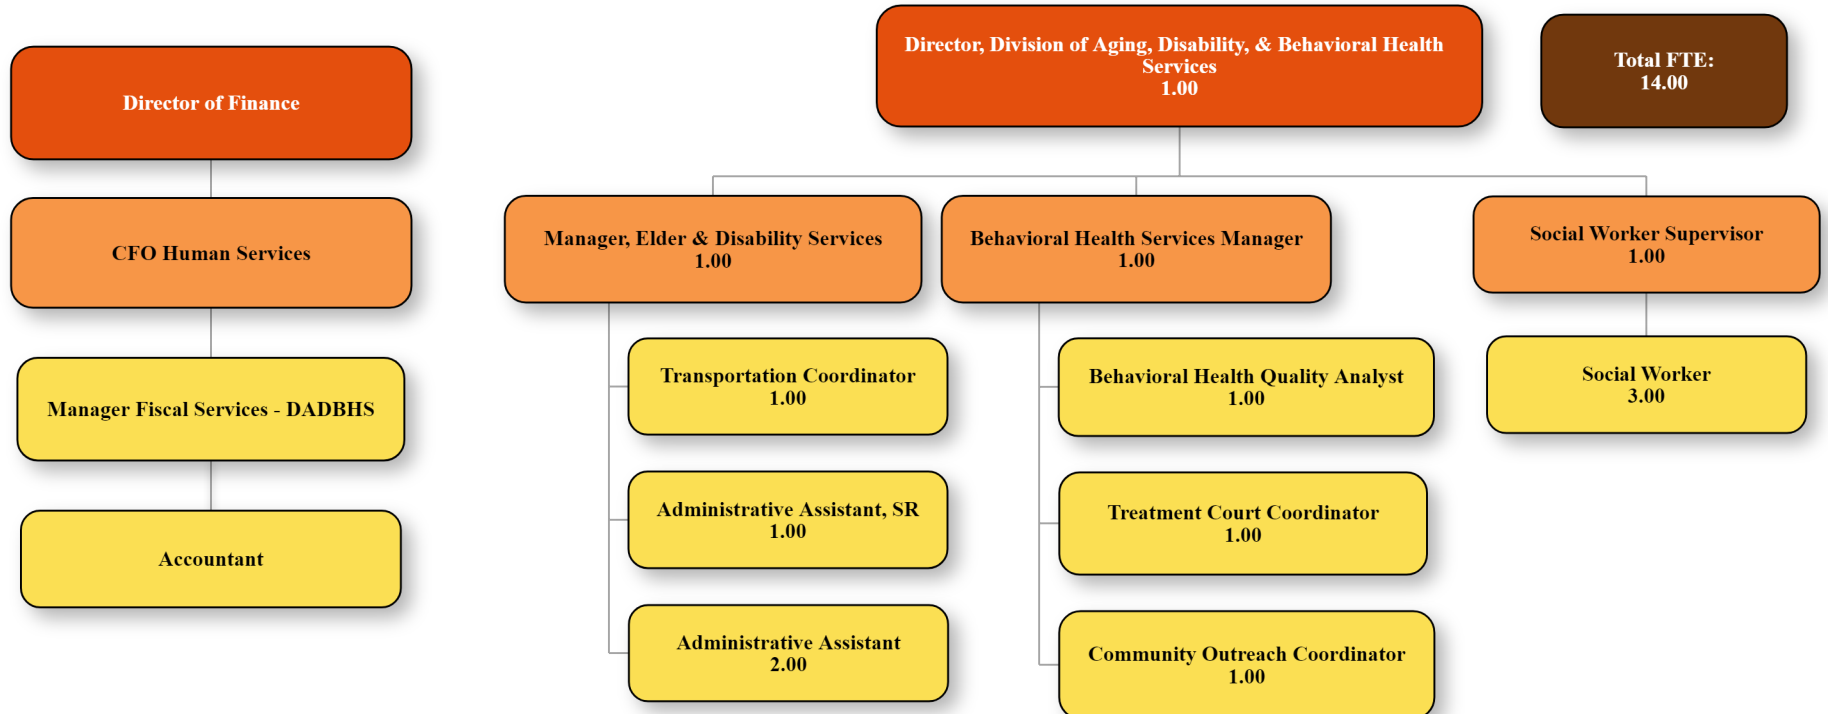 Director of Finance
CFO Human Services
Manager Fiscal Services - DADBHS
Accountant
Director, Division of Aging, Disability, & Behavioral Health
Services
1.00
Total FTE:
14.00
Manager, Elder & Disability Services
1.00
Transportation Coordinator
1.00
Administrative Assistant, SR
1.00
Administrative Assistant
2.00
Behavioral Health Services Manager
1.00
Behavioral Health Quality Analyst
1.00
Treatment Court Coordinator
1.00
Community Outreach Coordinator
1.00
Social Worker Supervisor
1.00
Social Worker
3.00